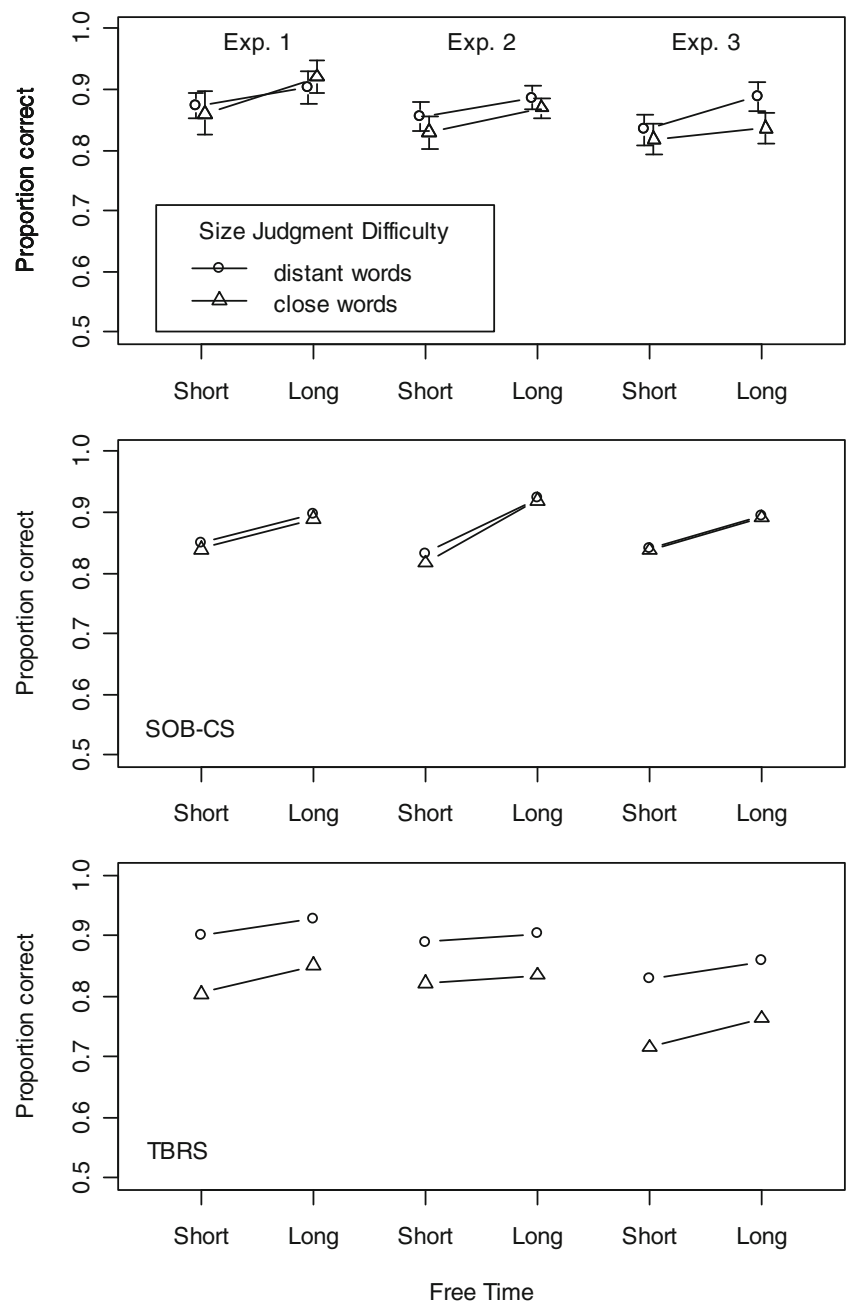 Exp. 1 Exp. 2 Exp. 3
Proportion correct
1.0
0.9
0.8
0.7
0.6
0.5
Size Judgment Difficulty
distant words
close words
Short Long Short Long Short Long
Proportion correct
1.0
0.9
0.8
0.7
0.6
0.5
SOB-CS
Short Long Short Long Short Long
Proportion correct
1.0
0.9
0.8
0.7
0.6
0.5
TBRS
Short Long Short Long Short Long
Free Time